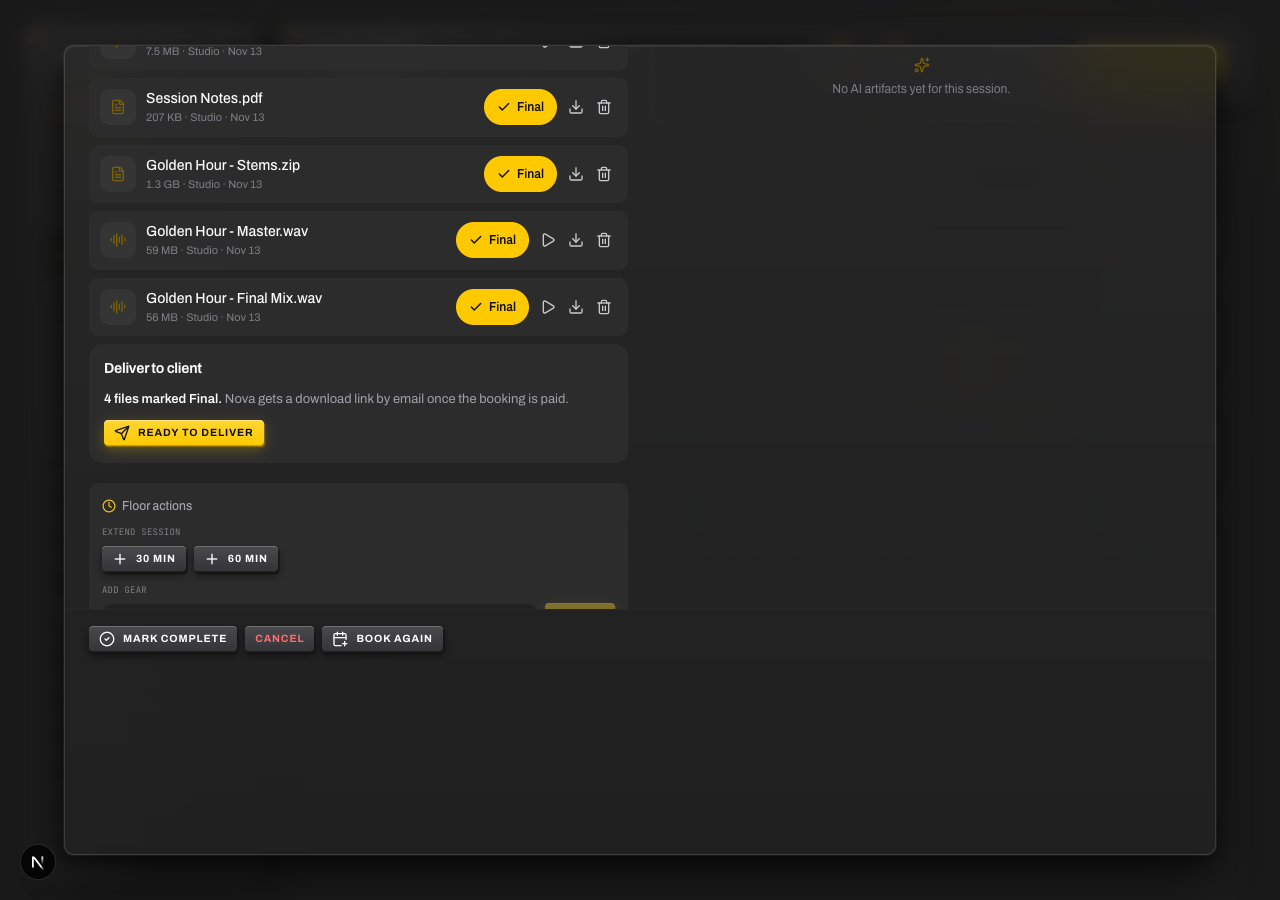 7.5 MB · Studio · Nov 13
No AI artifacts yet for this session.
Session Notes.pdf
207 KB · Studio · Nov 13
Final
Golden Hour - Stems.zip
1.3 GB · Studio · Nov 13
Final
Golden Hour - Master.wav
59 MB · Studio · Nov 13
Final
Golden Hour - Final Mix.wav
56 MB · Studio · Nov 13
Final
Deliver to client
4 files marked Final. Nova gets a download link by email once the booking is paid.
READY TO DELIVER
Floor actions
EXTEND SESSION
30 MIN
60 MIN
ADD GEAR
MARK COMPLETE
CANCEL
BOOK AGAIN
N